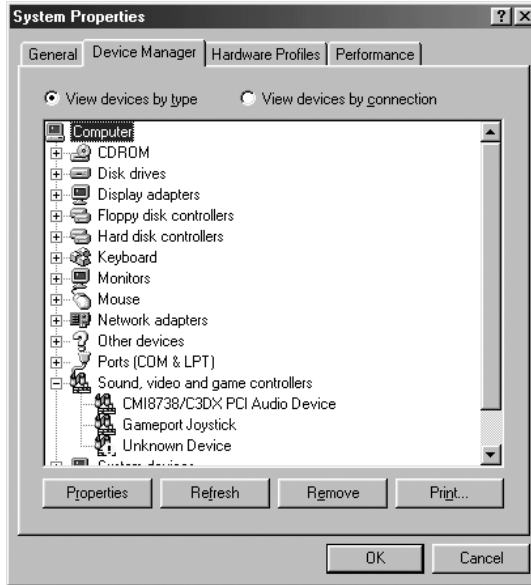 System Properties
General Device Manager Hardware Profiles Performance
View devices by type View devices by connection
Computer
CDROM
Disk drives
Display adapters
Floppy disk controllers
Hard disk controllers
Keyboard
Monitors
Mouse
Network adapters
Other devices
Ports (COM & LPT)
Sound, video and game controllers
CMI8738/C3DX PCI Audio Device
Gameport Joystick
Unknown Device
System devices
Properties Refresh Remove Print...
OK Cancel